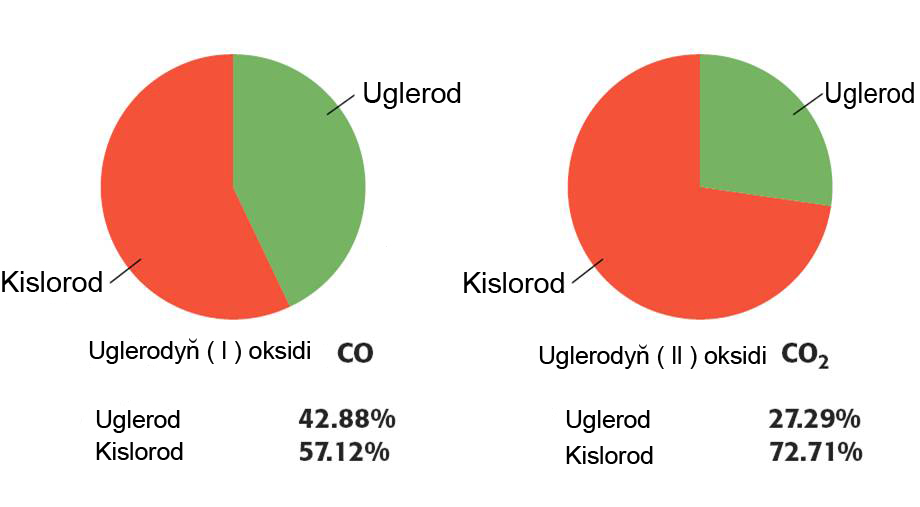 Uglerod
Kislorod
Uglerodyň ( I ) oksidi CO
Uglerod 42.88%
Kislorod 57.12%
Uglerod
Kislorod
Uglerodyň ( II ) oksidi CO₂
Uglerod 27.29%
Kislorod 72.71%